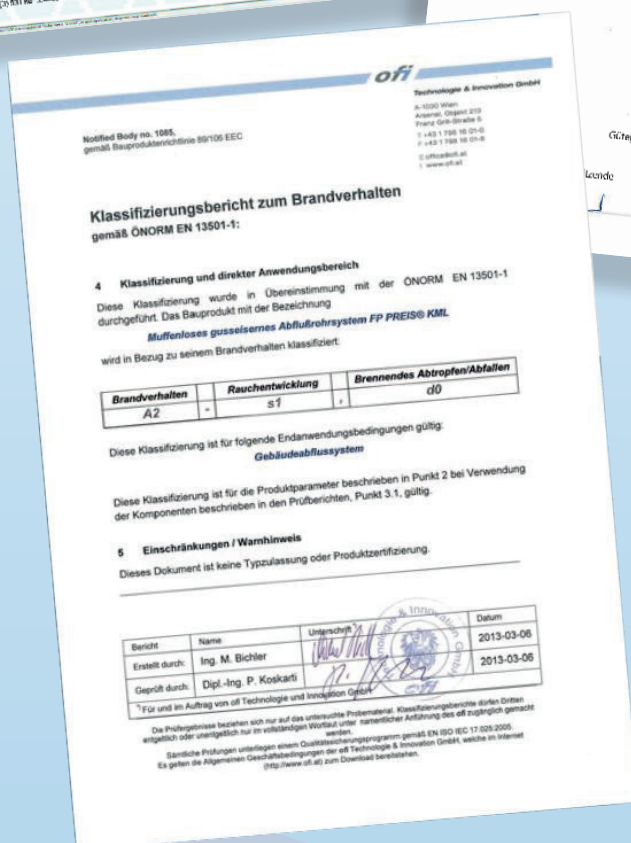 ofi
Technologie & Innovation GmbH
A-1030 Wien
Arsenal, Objekt 213
Franz Grill-Straße 5
T +43 1 798 16 01-0
F +43 1 798 16 01-8
E office@ofi.at
I www.ofi.at
Notified Body no. 1085,
gemäß Bauproduktenrichtlinie 89/106 EEC
Klassifizierungsbericht zum Brandverhalten
gemäß ÖNORM EN 13501-1:
4 Klassifizierung und direkter Anwendungsbereich
Diese Klassifizierung wurde in Übereinstimmung mit der ÖNORM EN 13501-1
durchgeführt. Das Bauprodukt mit der Bezeichnung
Muffenloses gusseisernes Abflußrohrsystem FP PREIS® KML
wird in Bezug zu seinem Brandverhalten klassifiziert:
Brandverhalten Rauchentwicklung Brennendes Abtropfen/Abfallen
A2 - s1 , d0
Diese Klassifizierung ist für folgende Endanwendungsbedingungen gültig:
Gebäudeabflussystem
Diese Klassifizierung ist für die Produktparameter beschrieben in Punkt 2 bei Verwendung
der Komponenten beschrieben in den Prüfberichten, Punkt 3.1, gültig.
5 Einschränkungen / Warnhinweis
Dieses Dokument ist keine Typzulassung oder Produktzertifizierung.
Bericht Name Unterschrift *) Datum
Erstellt durch: Ing. M. Bichler 2013-03-06
Geprüft durch: Dipl.-Ing. P. Koskarti 2013-03-06
*) Für und im Auftrag von ofi Technologie und Innovation GmbH
Die Prüfergebnisse beziehen sich nur auf das untersuchte Probematerial. Klassifizierungsberichte dürfen Dritten
entgeltlich oder unentgeltlich nur im vollständigen Wortlaut unter namentlicher Anführung des ofi zugänglich gemacht
werden.
Sämtliche Prüfungen unterliegen einem Qualitätssicherungsprogramm gemäß EN ISO IEC 17.025:2005.
Es gelten die Allgemeinen Geschäftsbedingungen der ofi Technologie & Innovation GmbH, welche im Internet
(http://www.ofi.at) zum Download bereitstehen.